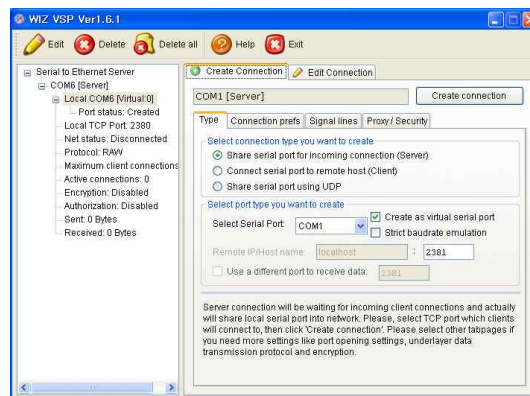 WIZ VSP Ver1.6.1
Edit Delete Delete all Help Exit
Serial to Ethernet Server
COM6 [Server]
Local COM6 [Virtual:0]
Port status: Created
Local TCP Port: 2380
Net status: Disconnected
Protocol: RAW
Maximum client connections
Active connections: 0
Encryption: Disabled
Authorization: Disabled
Sent: 0 Bytes
Received: 0 Bytes
Create Connection Edit Connection
COM1 [Server] Create connection
Type Connection prefs Signal lines Proxy / Security
Select connection type you want to create
Share serial port for incoming connection (Server)
Connect serial port to remote host (Client)
Share serial port using UDP
Select port type you want to create
Select Serial Port: COM1 Create as virtual serial port
Strict baudrate emulation
Remote IP/Host name: localhost : 2381
Use a different port to receive data: 2381
Server connection will be waiting for incoming client connections and actually
will share local serial port into network. Please, select TCP port which clients
will connect to, then click 'Create connection'. Please select other tabpages if
you need more settings like port opening settings, underlayer data
transmission protocol and encryption.